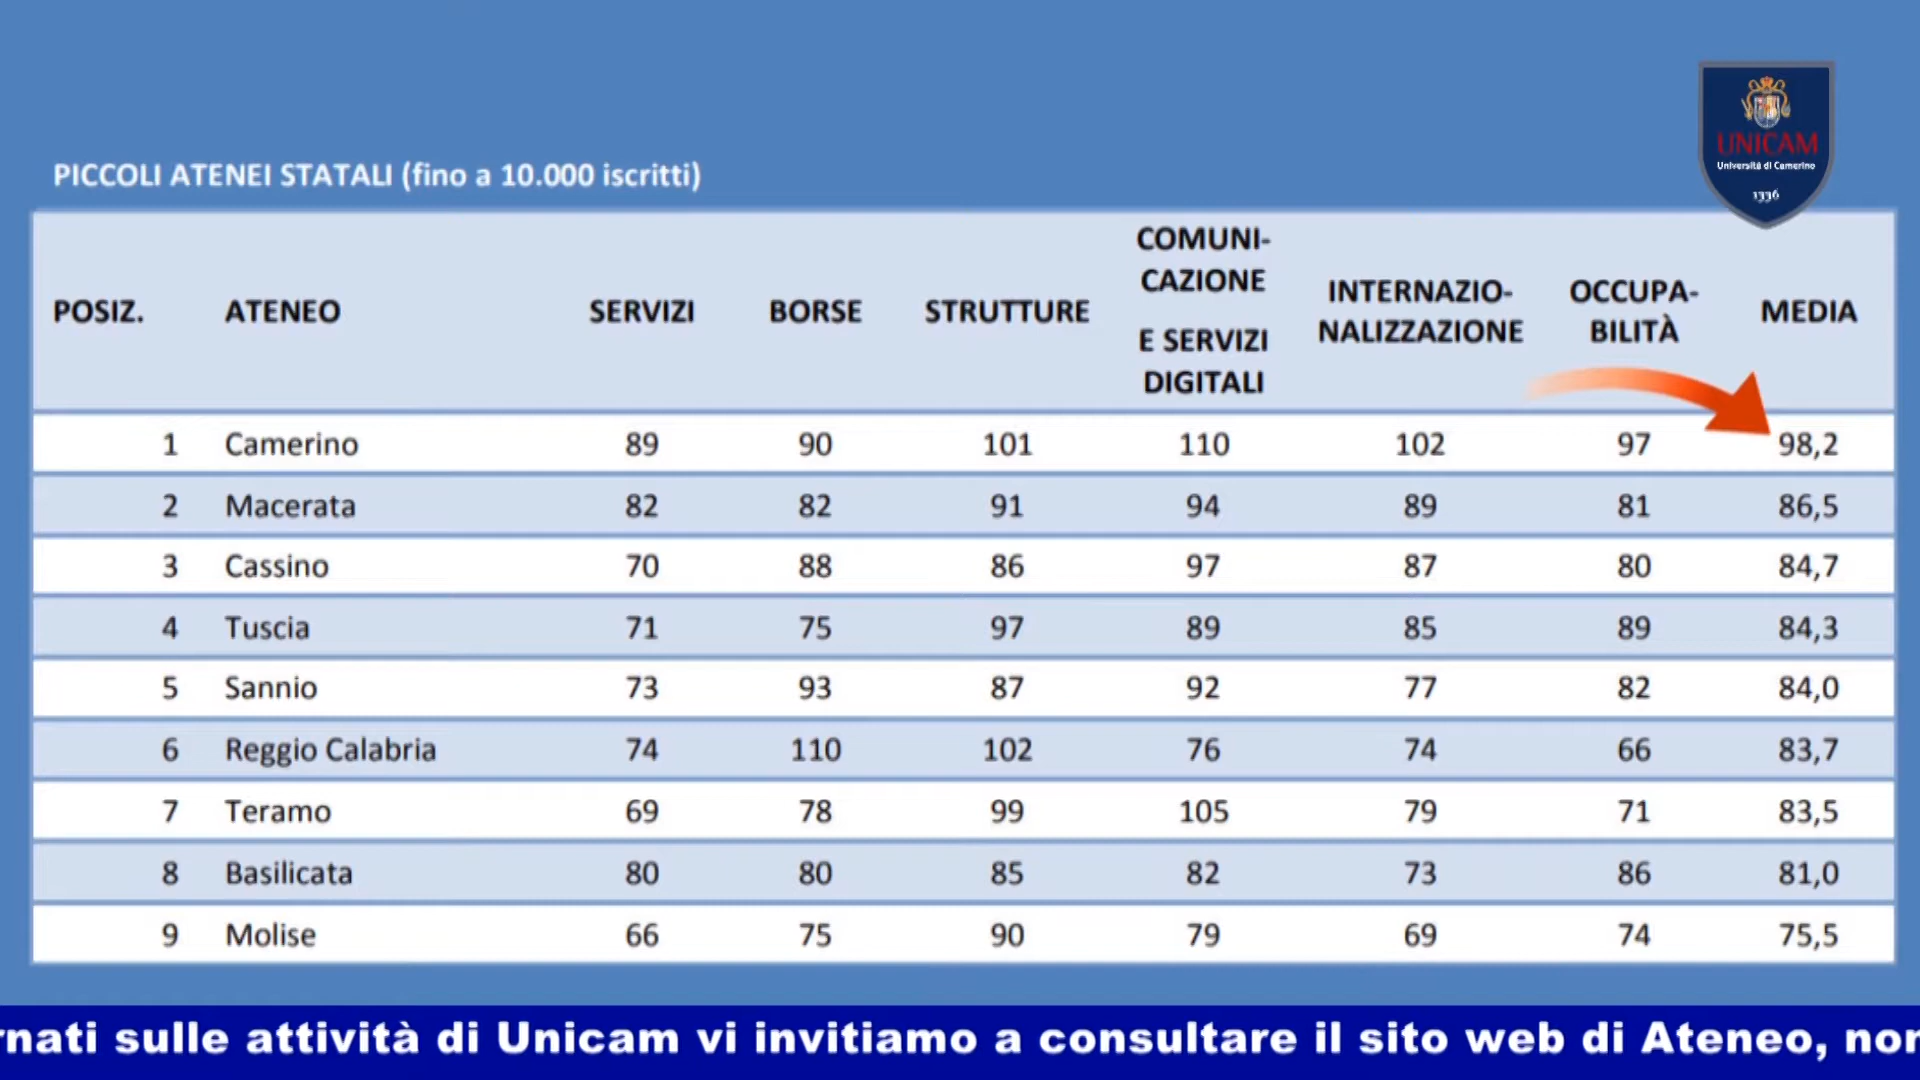 UNICAM
Università di Camerino
1336
PICCOLI ATENEI STATALI (fino a 10.000 iscritti)
POSIZ. ATENEO SERVIZI BORSE STRUTTURE COMUNI-CAZIONE E SERVIZI DIGITALI INTERNAZIO-NALIZZAZIONE OCCUPA-BILITÀ MEDIA
1 Camerino 89 90 101 110 102 97 98,2
2 Macerata 82 82 91 94 89 81 86,5
3 Cassino 70 88 86 97 87 80 84,7
4 Tuscia 71 75 97 89 85 89 84,3
5 Sannio 73 93 87 92 77 82 84,0
6 Reggio Calabria 74 110 102 76 74 66 83,7
7 Teramo 69 78 99 105 79 71 83,5
8 Basilicata 80 80 85 82 73 86 81,0
9 Molise 66 75 90 79 69 74 75,5
rnati sulle attività di Unicam vi invitiamo a consultare il sito web di Ateneo, non